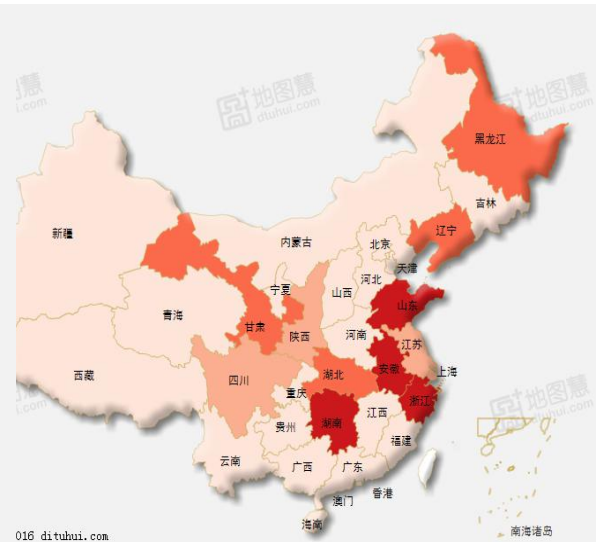 地图慧
dituhui.com
黑龙江
吉林
新疆
内蒙古
北京
辽宁
天津
宁夏
山西
河北
青海
甘肃
陕西
河南
山东
江苏
西藏
四川
湖北
安徽
上海
重庆
浙江
贵州
湖南
江西
福建
云南
广西
广东
香港
澳门
海南
南海诸岛
016 dituhui.com